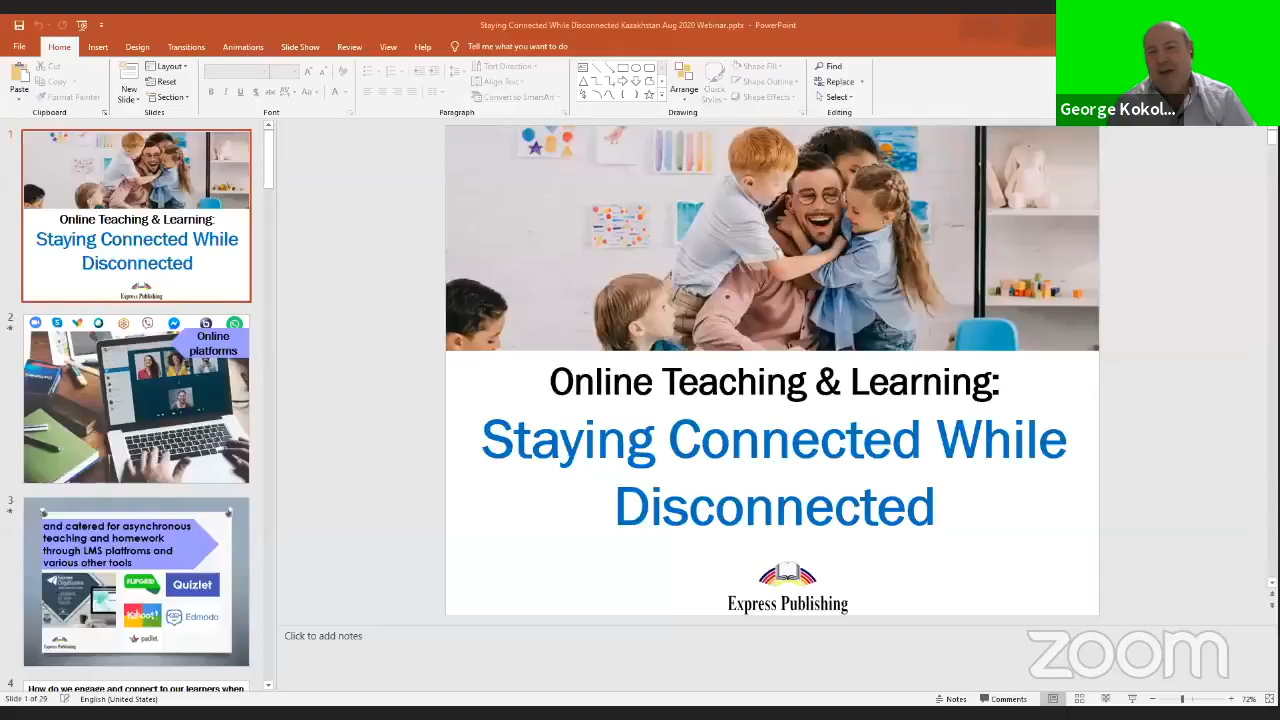 Staying Connected While Disconnected Kazakhstan Aug 2020 Webinar.pptx - PowerPoint
File Home Insert Design Transitions Animations Slide Show Review View Help Tell me what you want to do
Paste
Cut
Copy
Format Painter
Clipboard
New
Slide
Layout
Reset
Section
Slides
Font
Text Direction
Align Text
Convert to SmartArt
Paragraph
Arrange
Quick
Styles
Shape Fill
Shape Outline
Shape Effects
Drawing
Find
Replace
Select
Editing
George Kokol...
1
Online Teaching & Learning:
Staying Connected While
Disconnected
Express Publishing
2
Online
platforms
3
and catered for asynchronous
teaching and homework
through LMS platfroms and
various other tools
FLIPGRID
Quizlet
Kahoot!
Edmodo
padlet
Express Publishing
4
How do we engage and connect to our learners when
Online Teaching & Learning:
Staying Connected While
Disconnected
Express Publishing
Click to add notes
zoom
Slide 1 of 29 English (United States) Notes Comments 72%